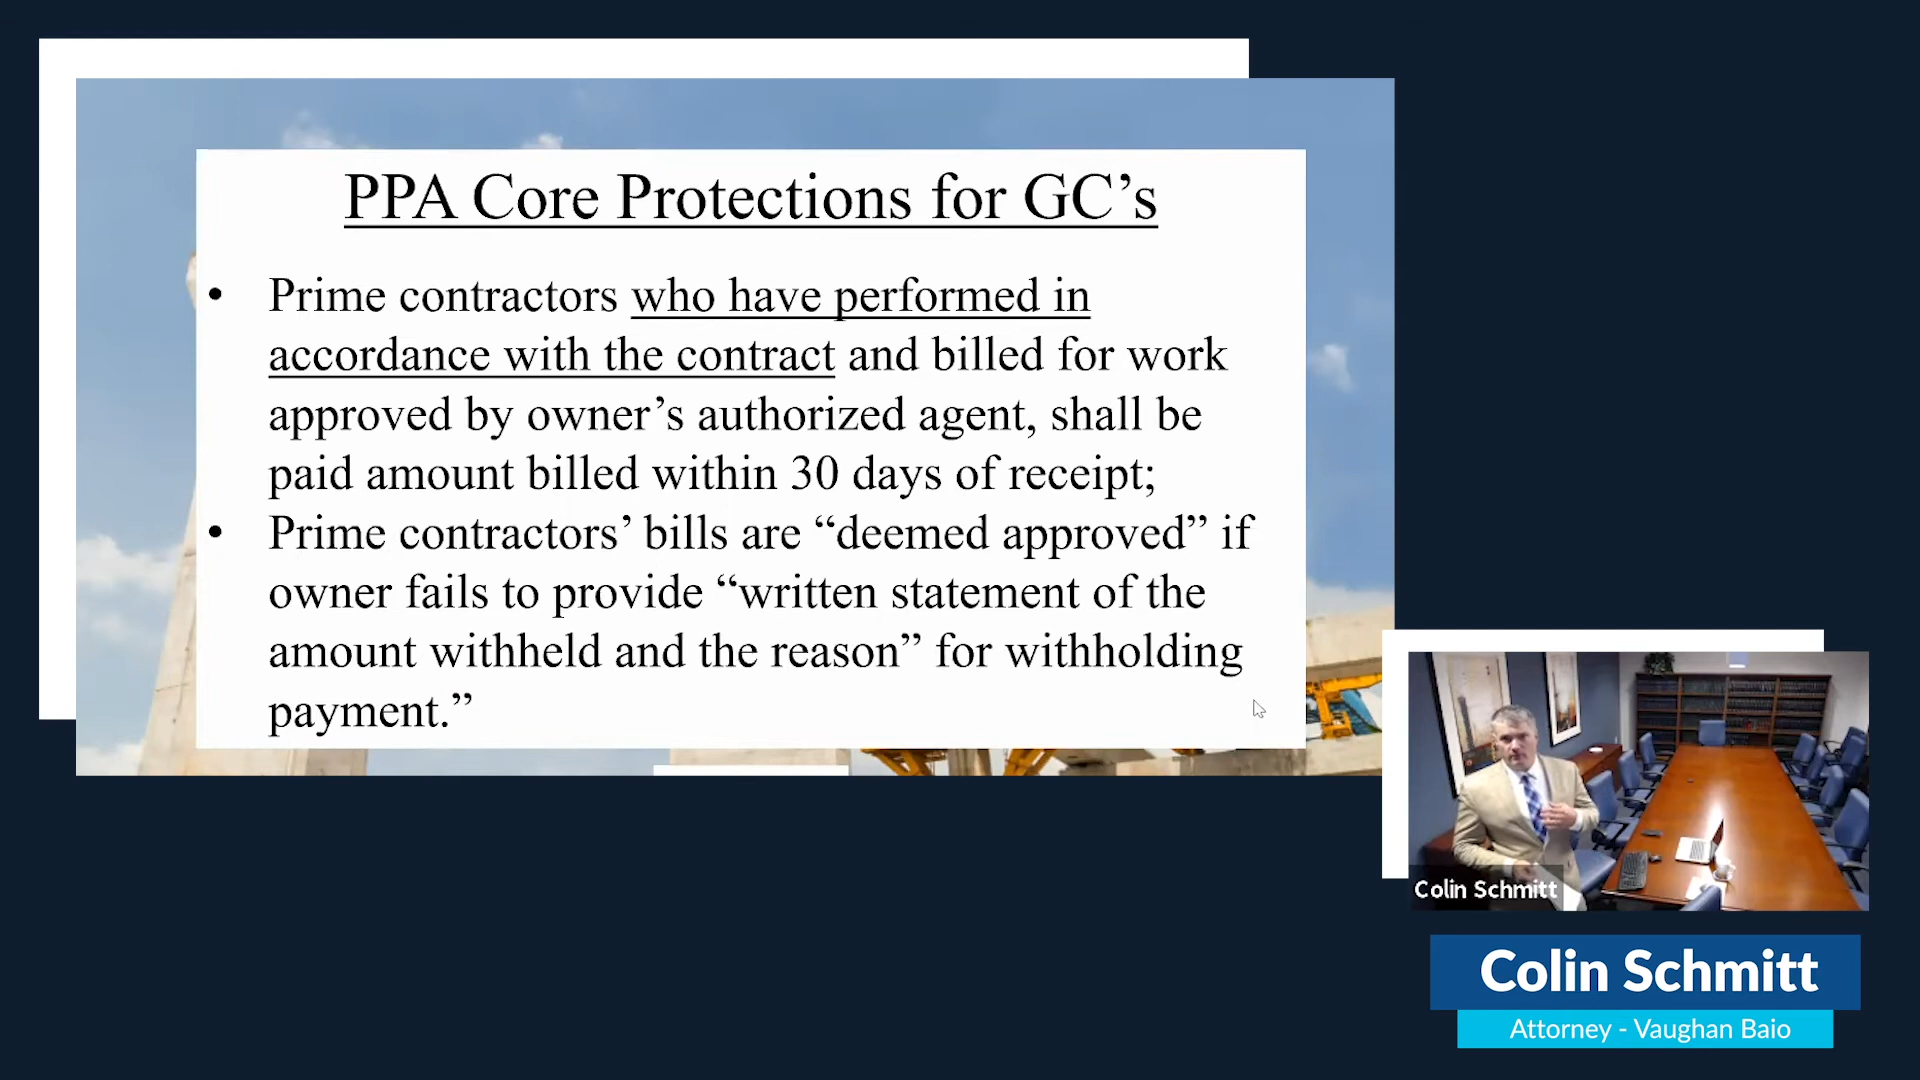 PPA Core Protections for GC’s
• Prime contractors who have performed in
accordance with the contract and billed for work
approved by owner’s authorized agent, shall be
paid amount billed within 30 days of receipt;
• Prime contractors’ bills are “deemed approved” if
owner fails to provide “written statement of the
amount withheld and the reason” for withholding
payment.”
Colin Schmitt
Colin Schmitt
Attorney - Vaughan Baio